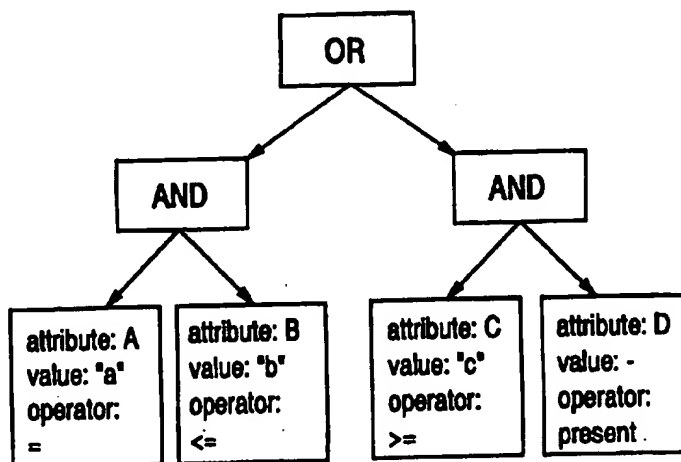 OR
AND
AND
attribute: A
value: "a"
operator:
=
attribute: B
value: "b"
operator:
<=
attribute: C
value: "c"
operator:
>=
attribute: D
value: -
operator:
present